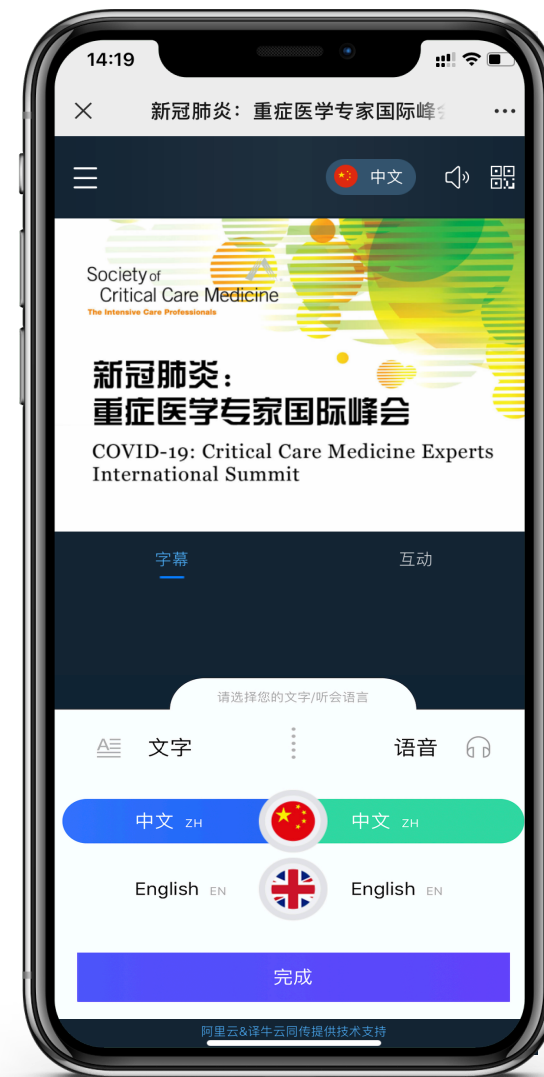 14:19
新冠肺炎：重症医学专家国际峰
中文
Society of
Critical Care Medicine
The Intensive Care Professionals
新冠肺炎：
重症医学专家国际峰会
COVID-19: Critical Care Medicine Experts
International Summit
字幕 互动
请选择您的文字/听会语言
文字 语音
中文 ZH 中文 ZH
English EN English EN
完成
阿里云&译牛云同传提供技术支持